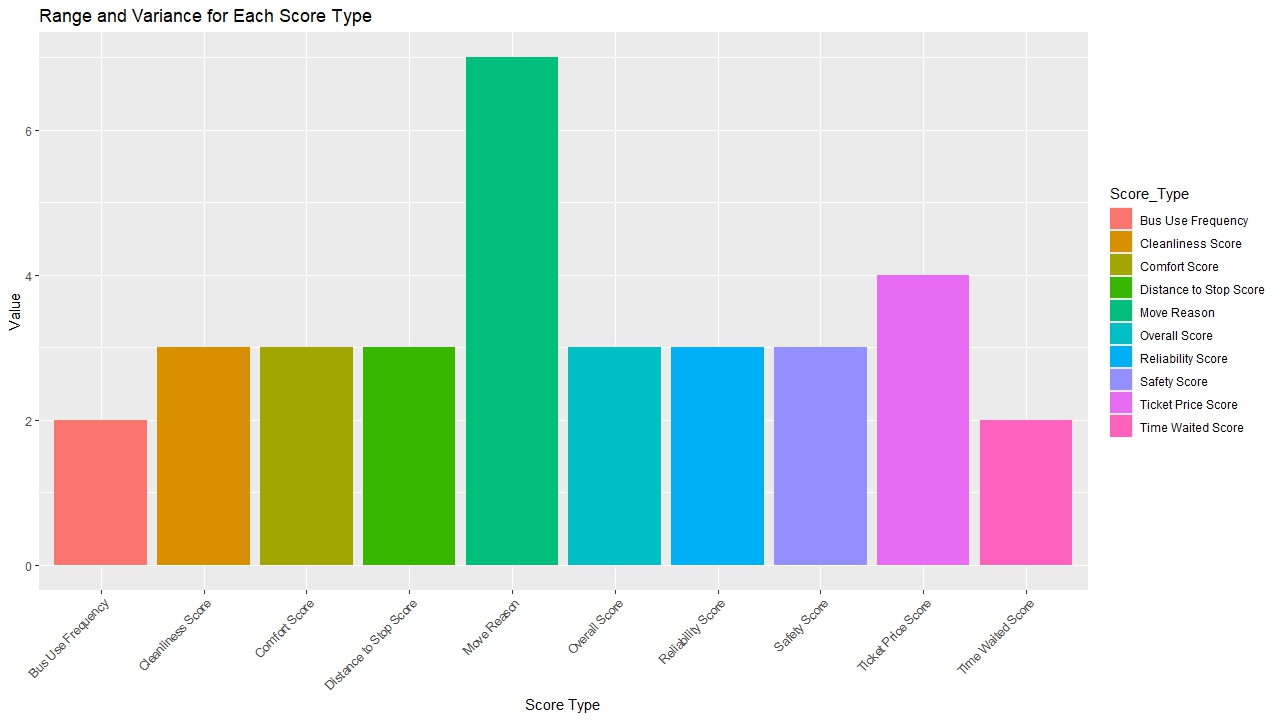 Range and Variance for Each Score Type
Value
6
4
2
0
Bus Use Frequency
Cleanliness Score
Comfort Score
Distance to Stop Score
Move Reason
Overall Score
Reliability Score
Safety Score
Ticket Price Score
Time Waited Score
Score Type
Score_Type
Bus Use Frequency
Cleanliness Score
Comfort Score
Distance to Stop Score
Move Reason
Overall Score
Reliability Score
Safety Score
Ticket Price Score
Time Waited Score